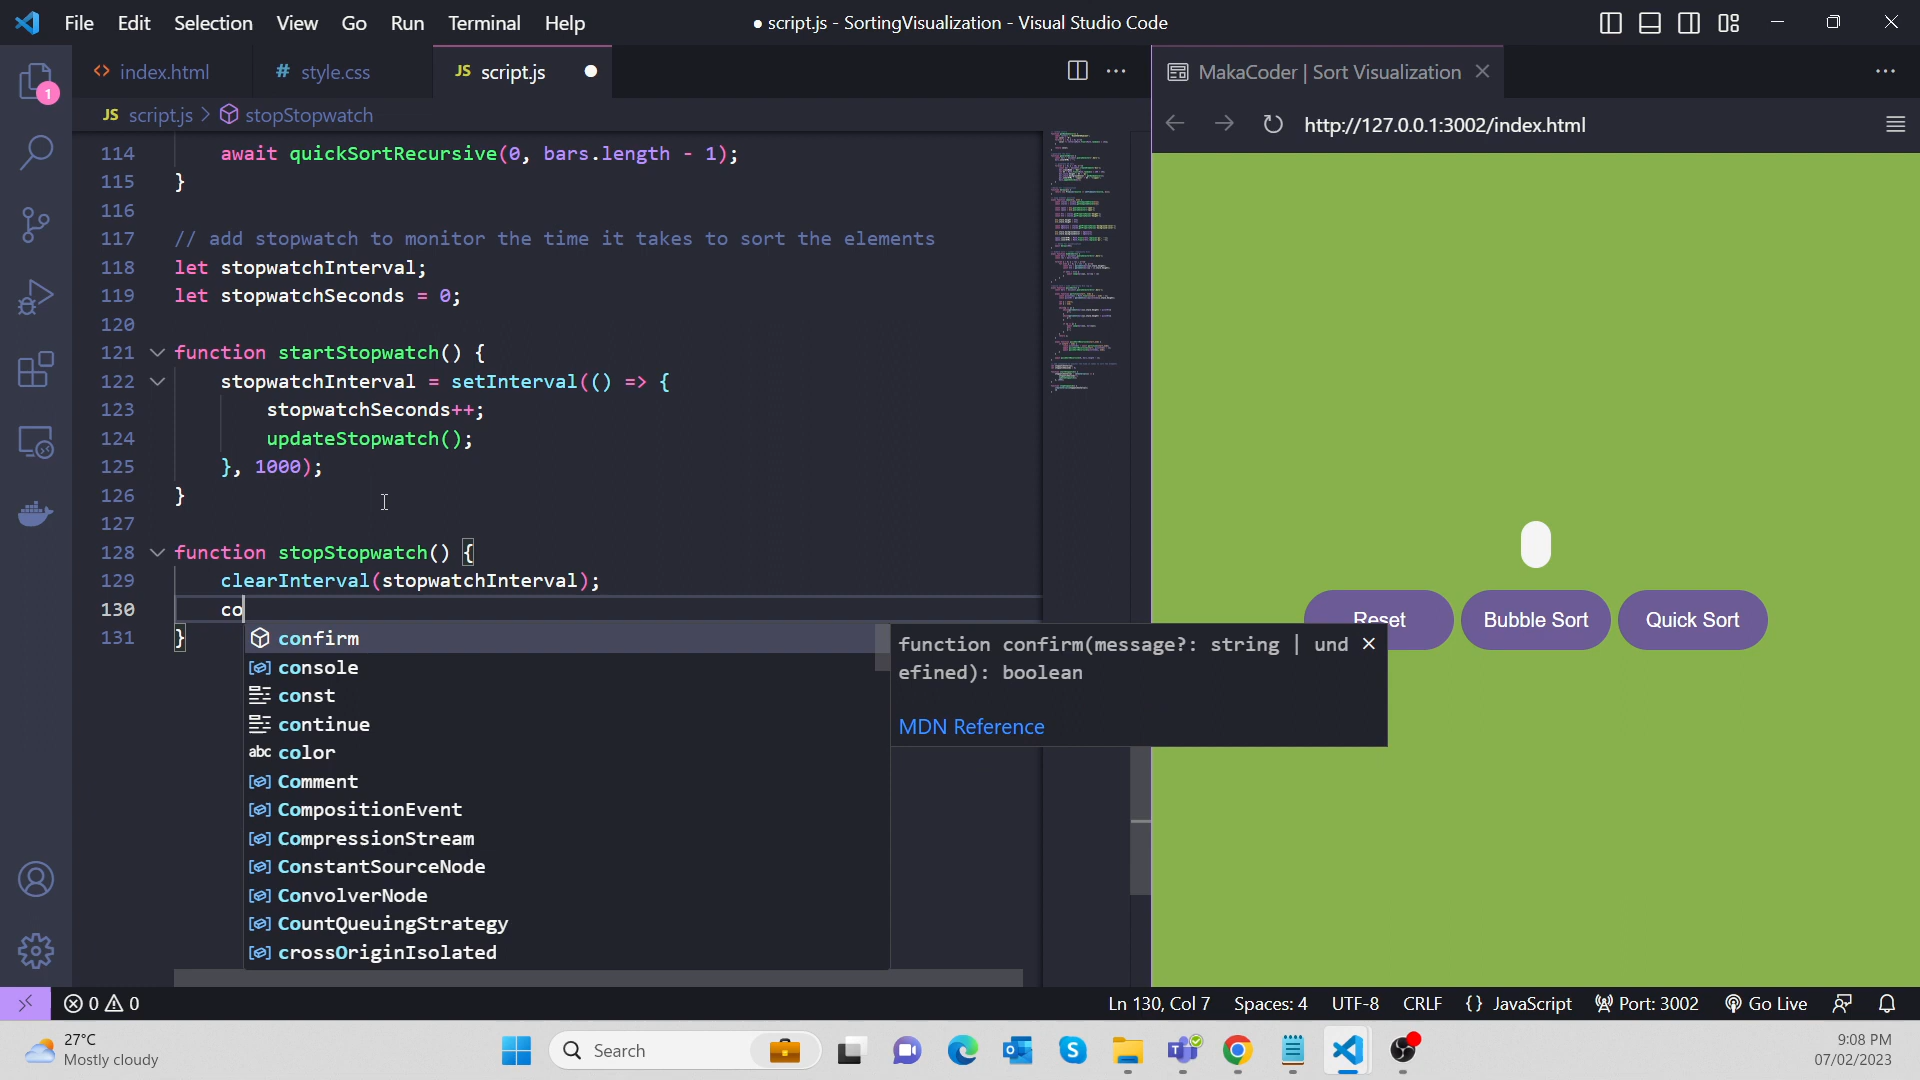 File Edit Selection View Go Run Terminal Help
● script.js - SortingVisualization - Visual Studio Code
<> index.html
# style.css
JS script.js ●
MakaCoder | Sort Visualization
JS script.js > stopStopwatch
http://127.0.0.1:3002/index.html
1
114 await quickSortRecursive(0, bars.length - 1);
115 }
116
117 // add stopwatch to monitor the time it takes to sort the elements
118 let stopwatchInterval;
119 let stopwatchSeconds = 0;
120
121 function startStopwatch() {
122 stopwatchInterval = setInterval(() => {
123 stopwatchSeconds++;
124 updateStopwatch();
125 }, 1000);
126 }
127
128 function stopStopwatch() {
129 clearInterval(stopwatchInterval);
130 co
131 }
confirm
console
const
continue
abc color
Comment
CompositionEvent
CompressionStream
ConstantSourceNode
ConvolverNode
CountQueuingStrategy
crossOriginIsolated
function confirm(message?: string | und
efined): boolean
MDN Reference
Reset
Bubble Sort
Quick Sort
0 0
Ln 130, Col 7 Spaces: 4 UTF-8 CRLF {} JavaScript Port: 3002 Go Live
27°C
Mostly cloudy
Search
9:08 PM
07/02/2023